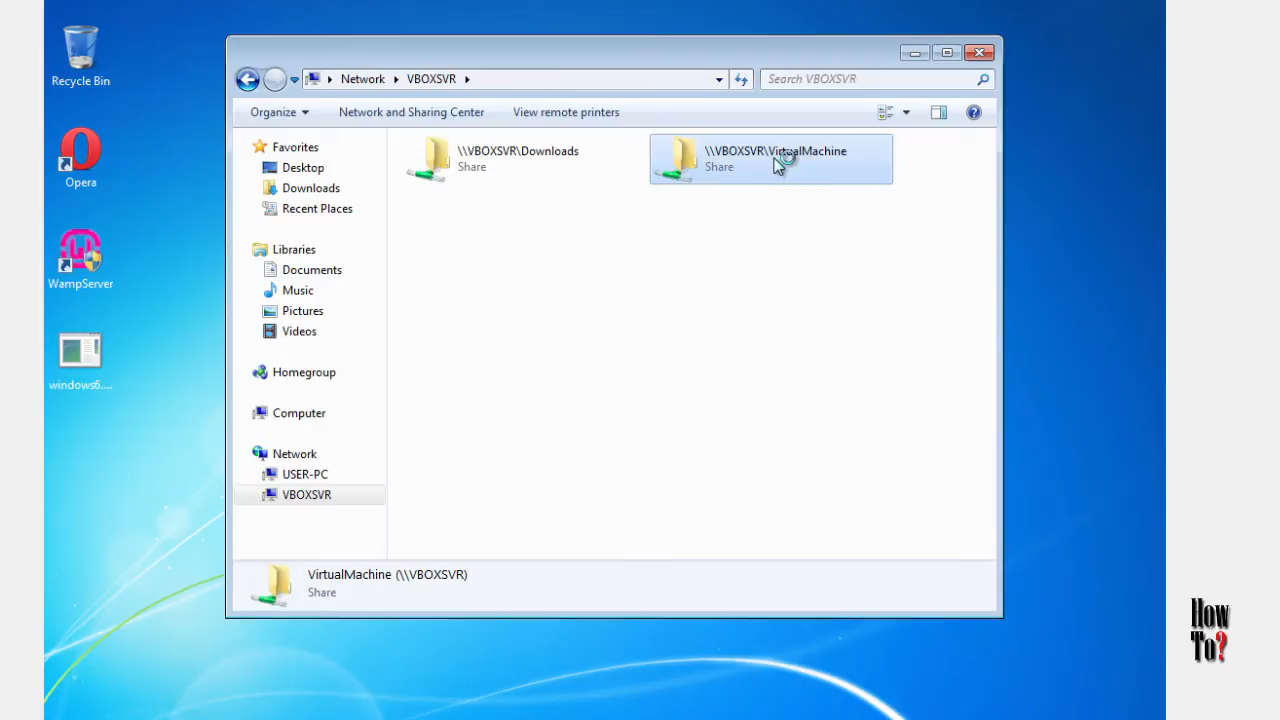 Recycle Bin
Opera
WampServer
windows6....
Network
VBOXSVR
Search VBOXSVR
Organize
Network and Sharing Center
View remote printers
Favorites
Desktop
Downloads
Recent Places
Libraries
Documents
Music
Pictures
Videos
Homegroup
Computer
Network
USER-PC
VBOXSVR
\\VBOXSVR\Downloads
Share
\\VBOXSVR\VirtualMachine
Share
VirtualMachine (\\VBOXSVR)
Share
How
To?